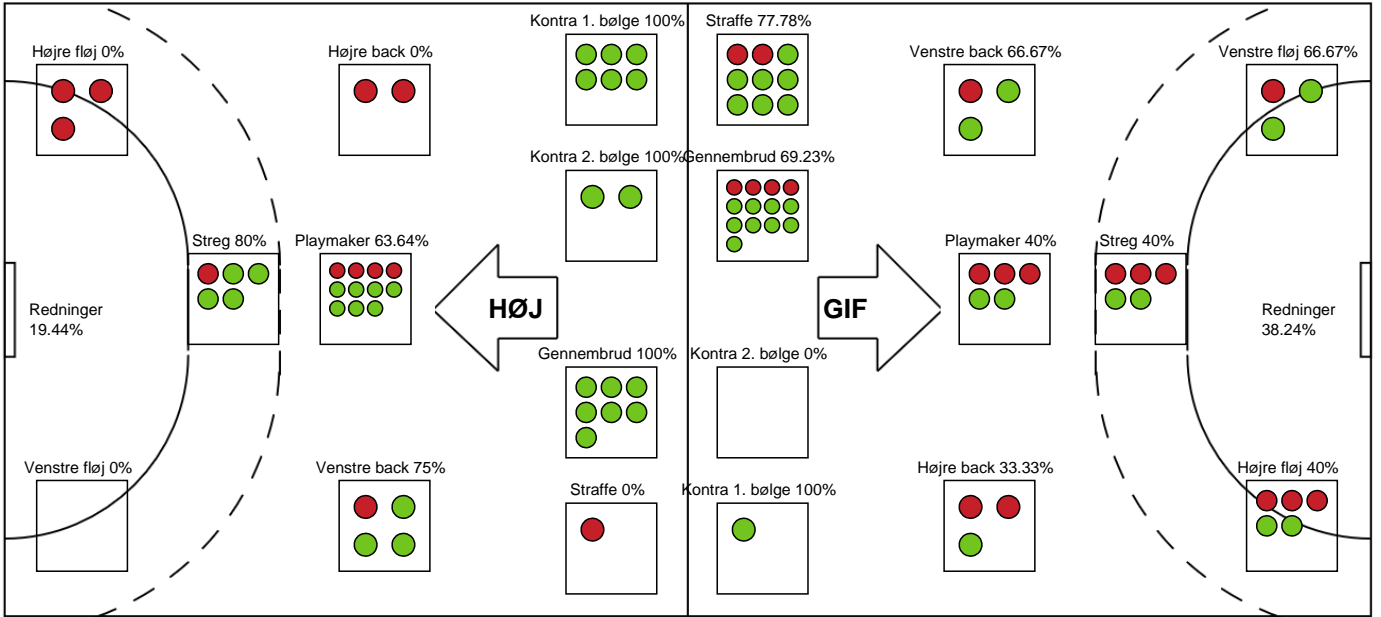 Kontra 1. bølge 100%
Straffe 77.78%
Højre fløj 0%
Højre back 0%
Venstre back 66.67%
Venstre fløj 66.67%
Kontra 2. bølge 100%
Gennembrud 69.23%
Streg 80%
Playmaker 63.64%
Playmaker 40%
Streg 40%
Redninger
19.44%
HØJ
GIF
Redninger
38.24%
Gennembrud 100%
Kontra 2. bølge 0%
Venstre fløj 0%
Venstre back 75%
Højre back 33.33%
Højre fløj 40%
Straffe 0%
Kontra 1. bølge 100%